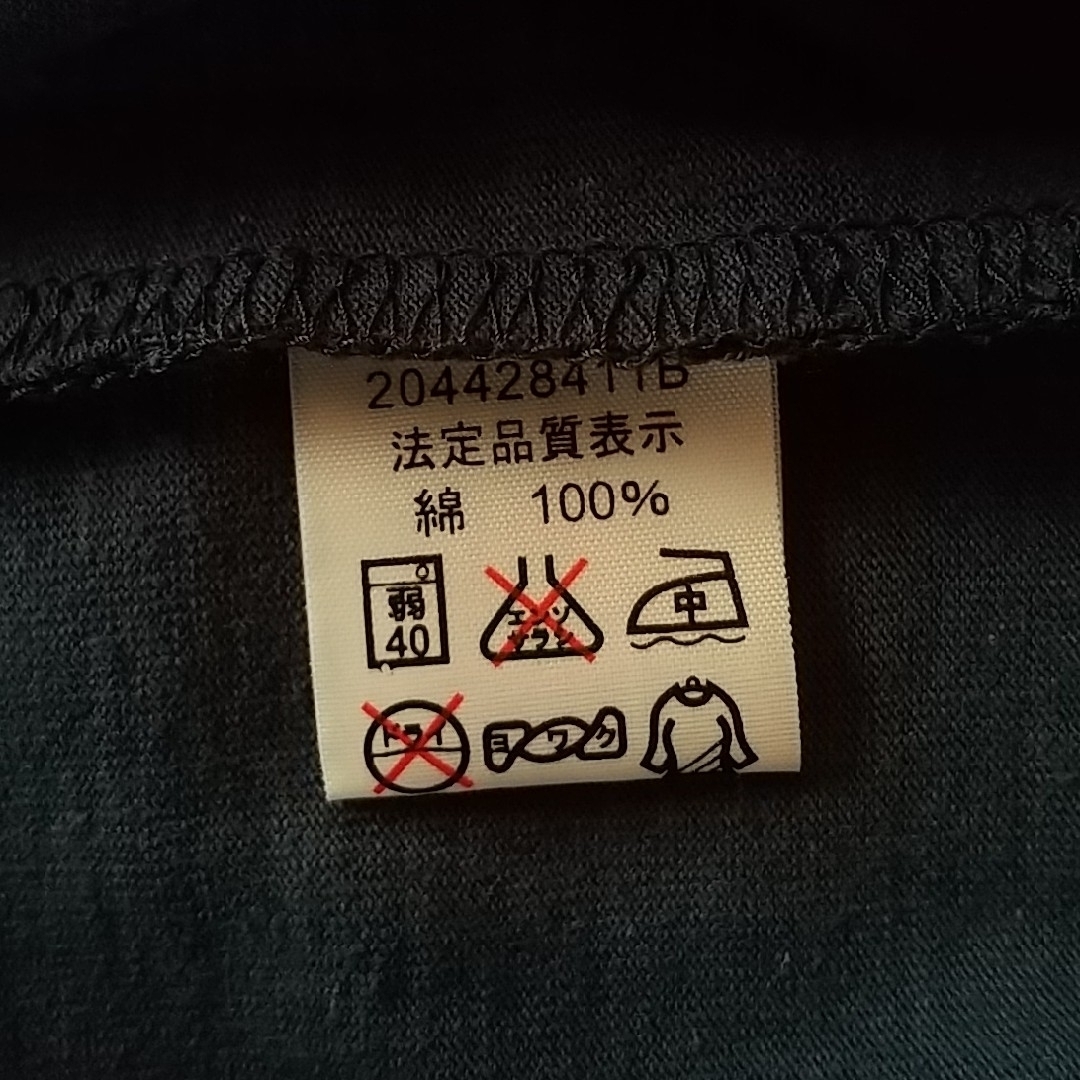 204428411B
法定品質表示
綿 100%
弱
40
エンソ
サラシ
中
ドライ
ヨワク